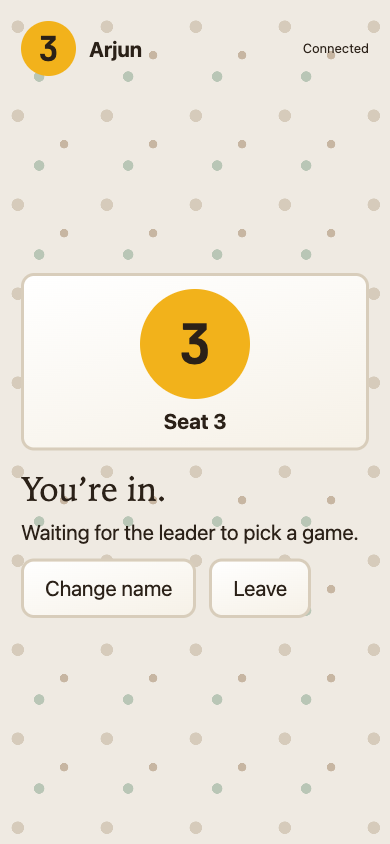 3 Arjun Connected
3
Seat 3
You’re in.
Waiting for the leader to pick a game.
Change name Leave